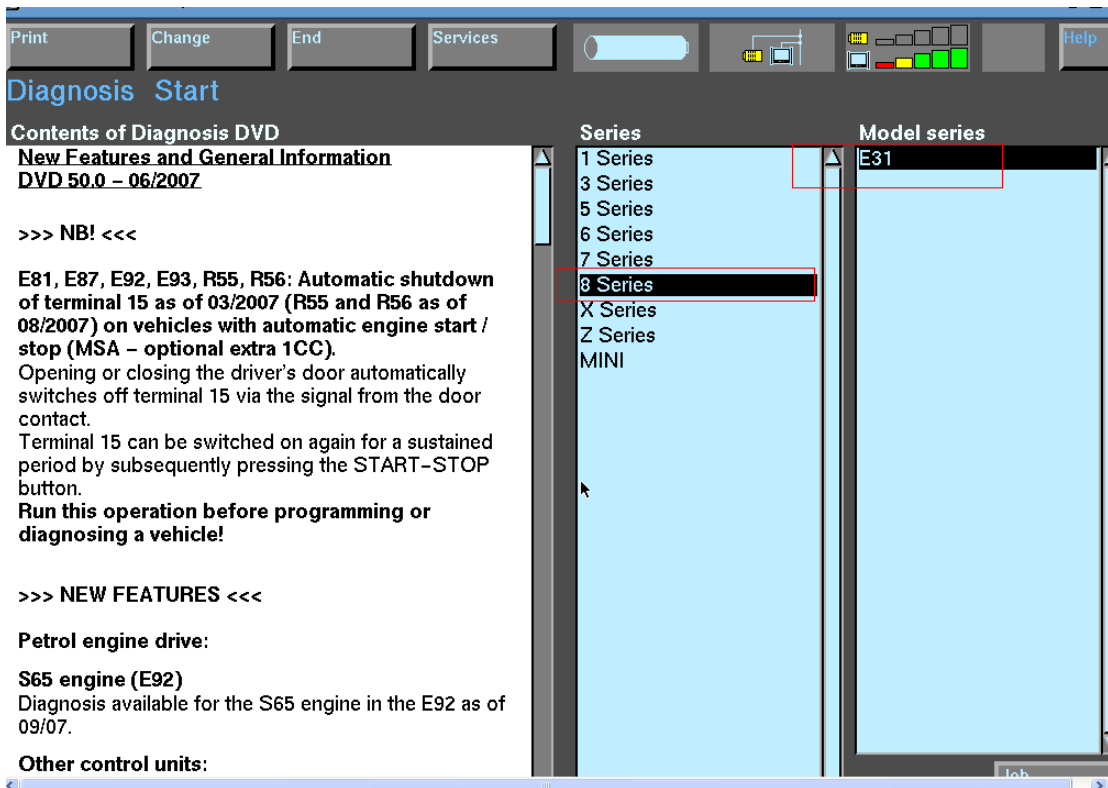 Print
Change
End
Services
Help
Diagnosis Start
Contents of Diagnosis DVD
New Features and General Information
DVD 50.0 – 06/2007
>>> NB! <<<
E81, E87, E92, E93, R55, R56: Automatic shutdown
of terminal 15 as of 03/2007 (R55 and R56 as of
08/2007) on vehicles with automatic engine start /
stop (MSA – optional extra 1CC).
Opening or closing the driver's door automatically
switches off terminal 15 via the signal from the door
contact.
Terminal 15 can be switched on again for a sustained
period by subsequently pressing the START–STOP
button.
Run this operation before programming or
diagnosing a vehicle!
>>> NEW FEATURES <<<
Petrol engine drive:
S65 engine (E92)
Diagnosis available for the S65 engine in the E92 as of
09/07.
Other control units:
Series
1 Series
3 Series
5 Series
6 Series
7 Series
8 Series
X Series
Z Series
MINI
Model series
E31